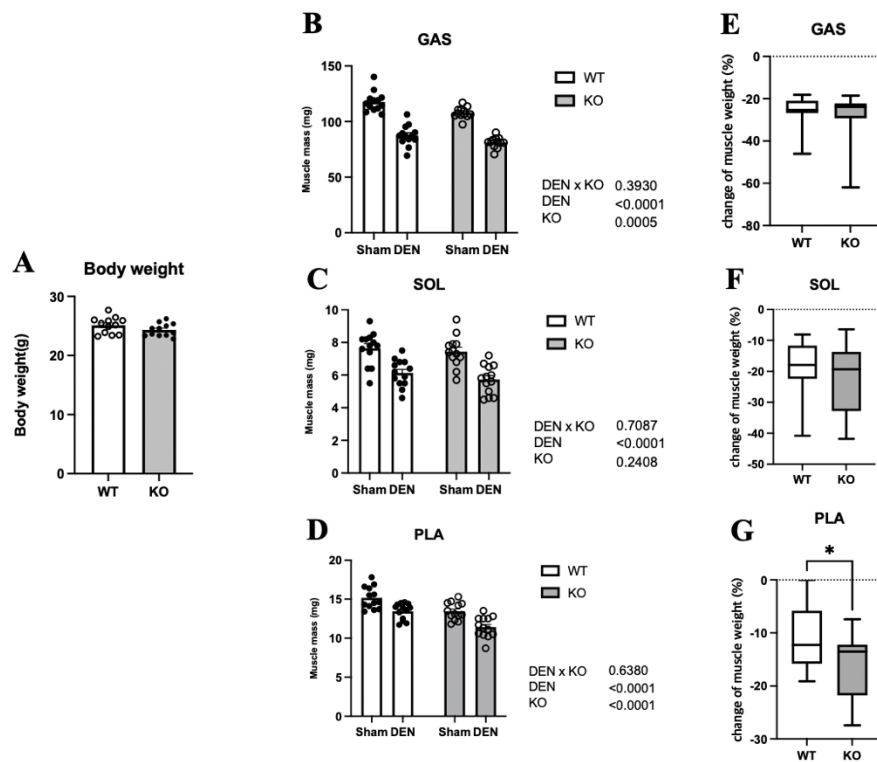 A
Body weight
Body weight(g)
30
20
10
0
WT
KO
B
GAS
Muscle mass (mg)
150
100
50
0
Sham DEN
Sham DEN
WT
KO
DEN x KO 0.3930
DEN <0.0001
KO 0.0005
C
SOL
Muscle mass (mg)
10
8
6
4
2
0
Sham DEN
Sham DEN
WT
KO
DEN x KO 0.7087
DEN <0.0001
KO 0.2408
D
PLA
Muscle mass (mg)
20
15
10
5
0
Sham DEN
Sham DEN
WT
KO
DEN x KO 0.6380
DEN <0.0001
KO <0.0001
E
GAS
change of muscle weight (%)
0
-20
-40
-60
-80
WT
KO
F
SOL
change of muscle weight (%)
0
-10
-20
-30
-40
-50
WT
KO
G
PLA
*
change of muscle weight (%)
0
-10
-20
-30
WT
KO